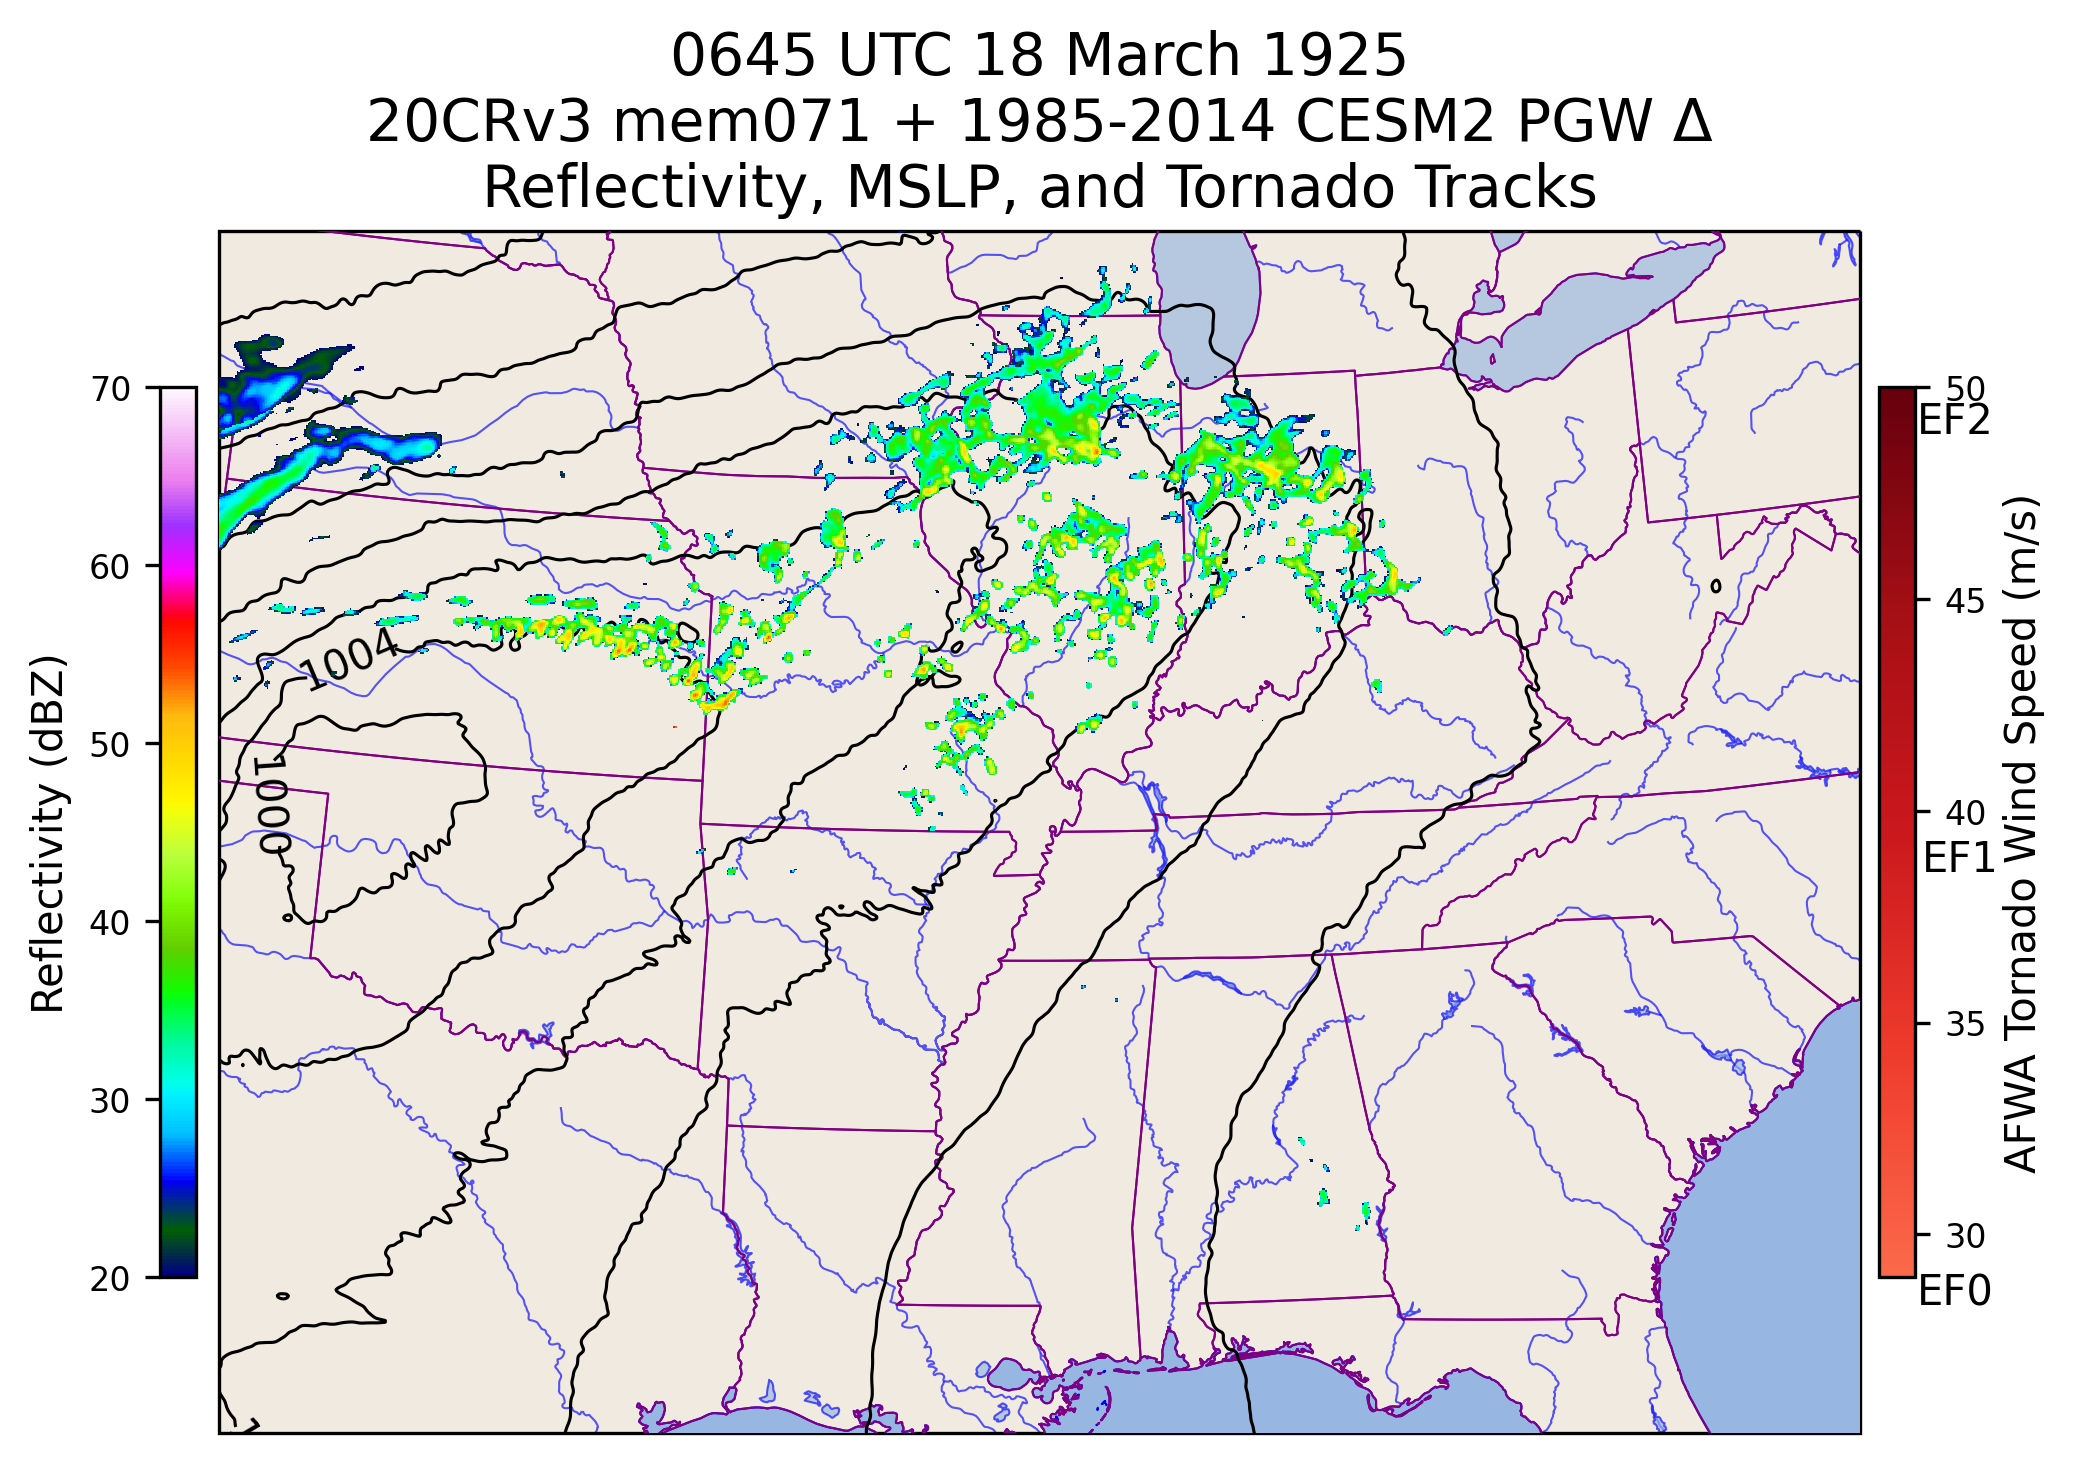 0645 UTC 18 March 1925
20CRv3 mem071 + 1985-2014 CESM2 PGW Δ
Reflectivity, MSLP, and Tornado Tracks
70
60
50
40
30
20
Reflectivity (dBZ)
1004
1000
50
EF2
45
40
EF1
35
30
EF0
AFWA Tornado Wind Speed (m/s)